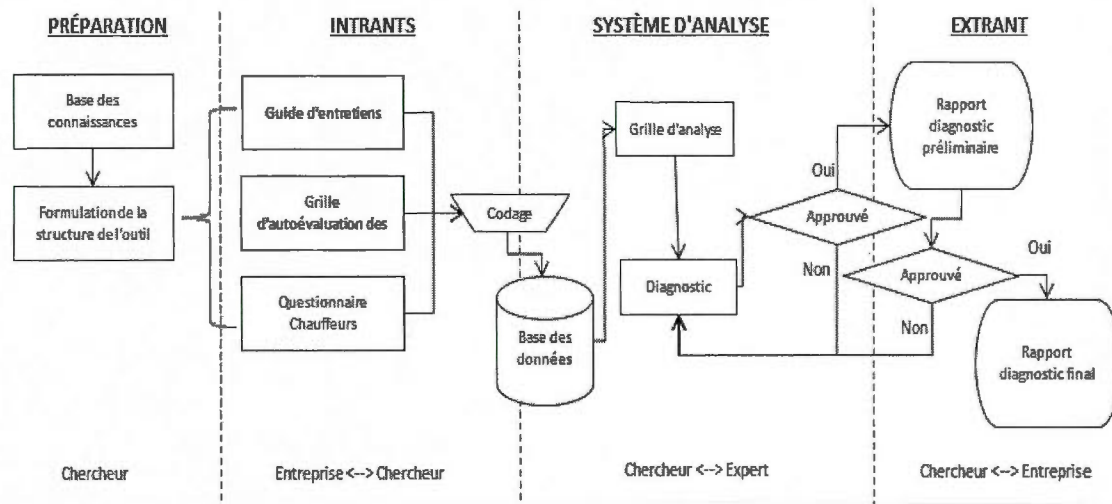 PRÉPARATION
INTRANTS
SYSTÈME D'ANALYSE
EXTRANT
Base des
connaissances
Formulation de la
structure de l'outil
Guide d'entretiens
Grille
d'autoévaluation des
Questionnaire
Chauffeurs
Codage
Base des
données
Grille d'analyse
Diagnostic
Oui
Approuvé
Non
Rapport
diagnostic
préliminaire
Approuvé
Oui
Non
Rapport
diagnostic final
Chercheur
Entreprise <--> Chercheur
Chercheur <--> Expert
Chercheur <--> Entreprise